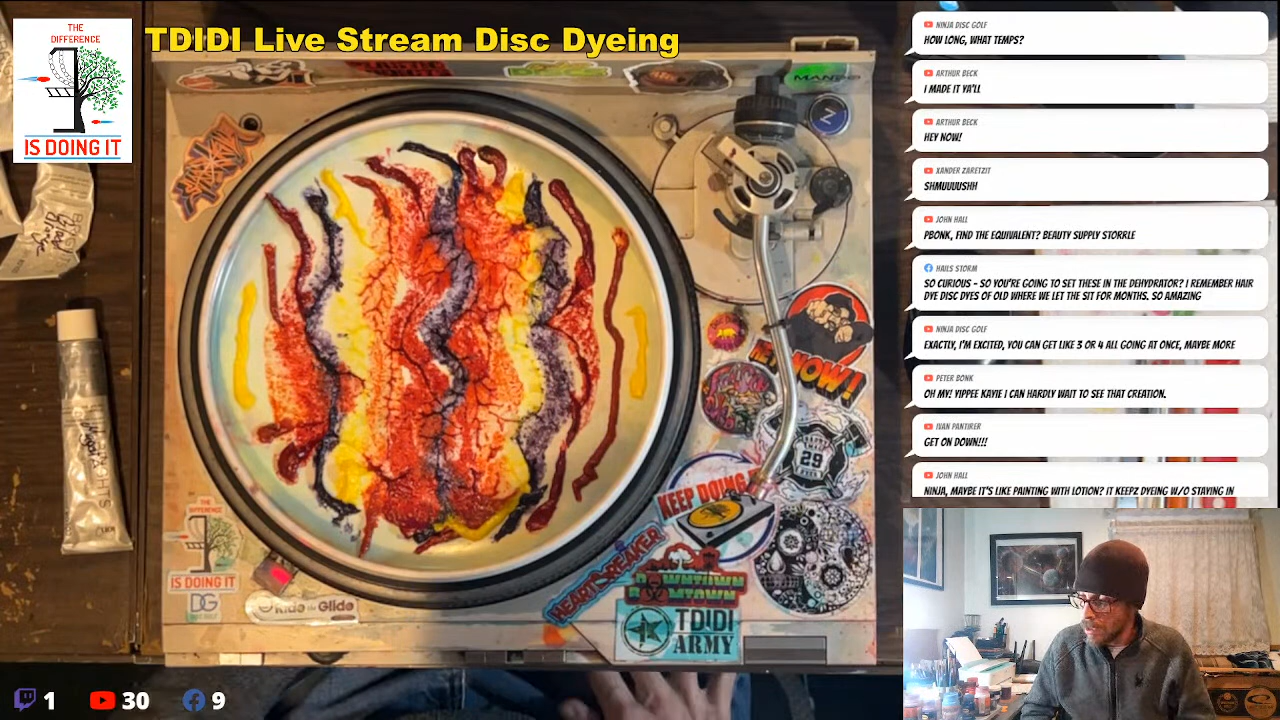 THE
DIFFERENCE
IS DOING IT
TDIDI Live Stream Disc Dyeing
NINJA DISC GOLF
HOW LONG, WHAT TEMPS?
ARTHUR BECK
I MADE IT YA'LL
ARTHUR BECK
HEY NOW!
XANDER ZARETZIT
SHMUUUUSHH
JOHN HALL
PBONK, FIND THE EQUIVALENT? BEAUTY SUPPLY STORRLE
HAILS STORM
SO CURIOUS - SO YOU'RE GOING TO SET THESE IN THE DEHYDRATOR? I REMEMBER HAIR
DYE DISC DYES OF OLD WHERE WE LET THE SIT FOR MONTHS. SO AMAZING
NINJA DISC GOLF
EXACTLY, I'M EXCITED, YOU CAN GET LIKE 3 OR 4 ALL GOING AT ONCE, MAYBE MORE
PETER BONK
OH MY! YIPPEE KAYIE I CAN HARDLY WAIT TO SEE THAT CREATION.
IVAN PANTIRER
GET ON DOWN!!!
JOHN HALL
NINJA, MAYBE IT'S LIKE PAINTING WITH LOTION? IT KEEPZ DYEING W/O STAYING IN
Z
HEY NOW!
29
KEEP DOING
HEARTBREAKER
DOWNTOWN
TDIDI
ARMY
THE
DIFFERENCE
IS DOING IT
DG
Ride the Glide
1
30
9